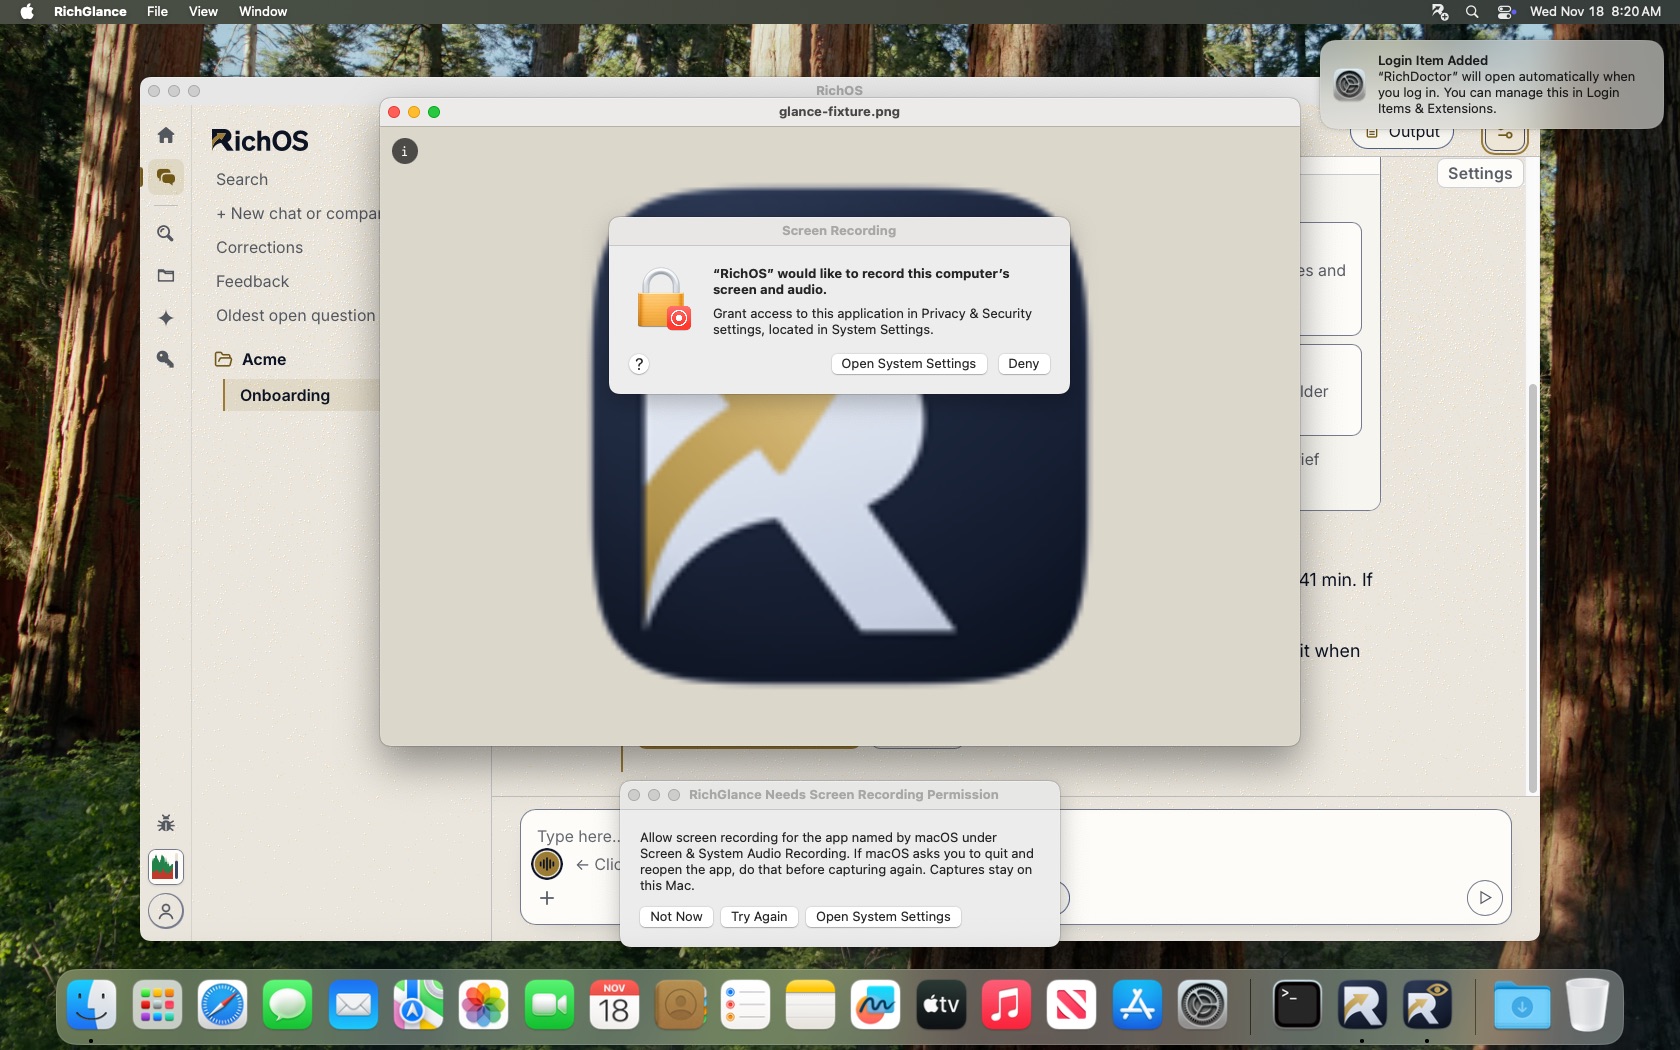 RichGlance File View Window
Wed Nov 18 8:20 AM
Login Item Added
“RichDoctor” will open automatically when
you log in. You can manage this in Login
Items & Extensions.
RichOS
glance-fixture.png
i
RichOS
Output
Settings
Search
+ New chat or compa
Corrections
Feedback
Oldest open question
Acme
Onboarding
Screen Recording
“RichOS” would like to record this computer’s
screen and audio.
Grant access to this application in Privacy & Security
settings, located in System Settings.
?
Open System Settings
Deny
es and
lder
ief
41 min. If
it when
RichGlance Needs Screen Recording Permission
Allow screen recording for the app named by macOS under
Screen & System Audio Recording. If macOS asks you to quit and
reopen the app, do that before capturing again. Captures stay on
this Mac.
Not Now
Try Again
Open System Settings
Type here..
← Clic
NOV
18
tv
>_